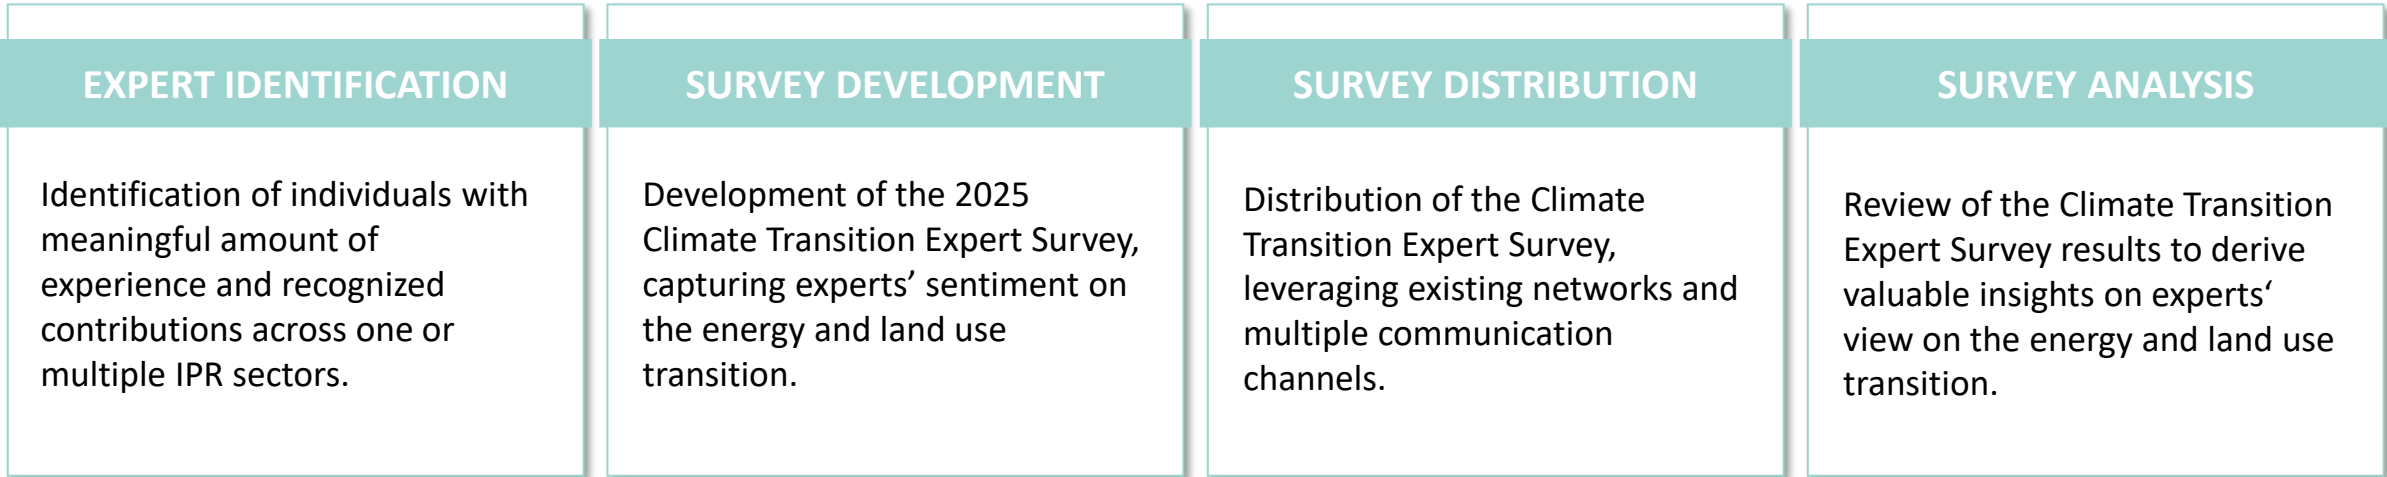 EXPERT IDENTIFICATION
Identification of individuals with
meaningful amount of
experience and recognized
contributions across one or
multiple IPR sectors.
SURVEY DEVELOPMENT
Development of the 2025
Climate Transition Expert Survey,
capturing experts’ sentiment on
the energy and land use
transition.
SURVEY DISTRIBUTION
Distribution of the Climate
Transition Expert Survey,
leveraging existing networks and
multiple communication
channels.
SURVEY ANALYSIS
Review of the Climate Transition
Expert Survey results to derive
valuable insights on experts‘
view on the energy and land use
transition.